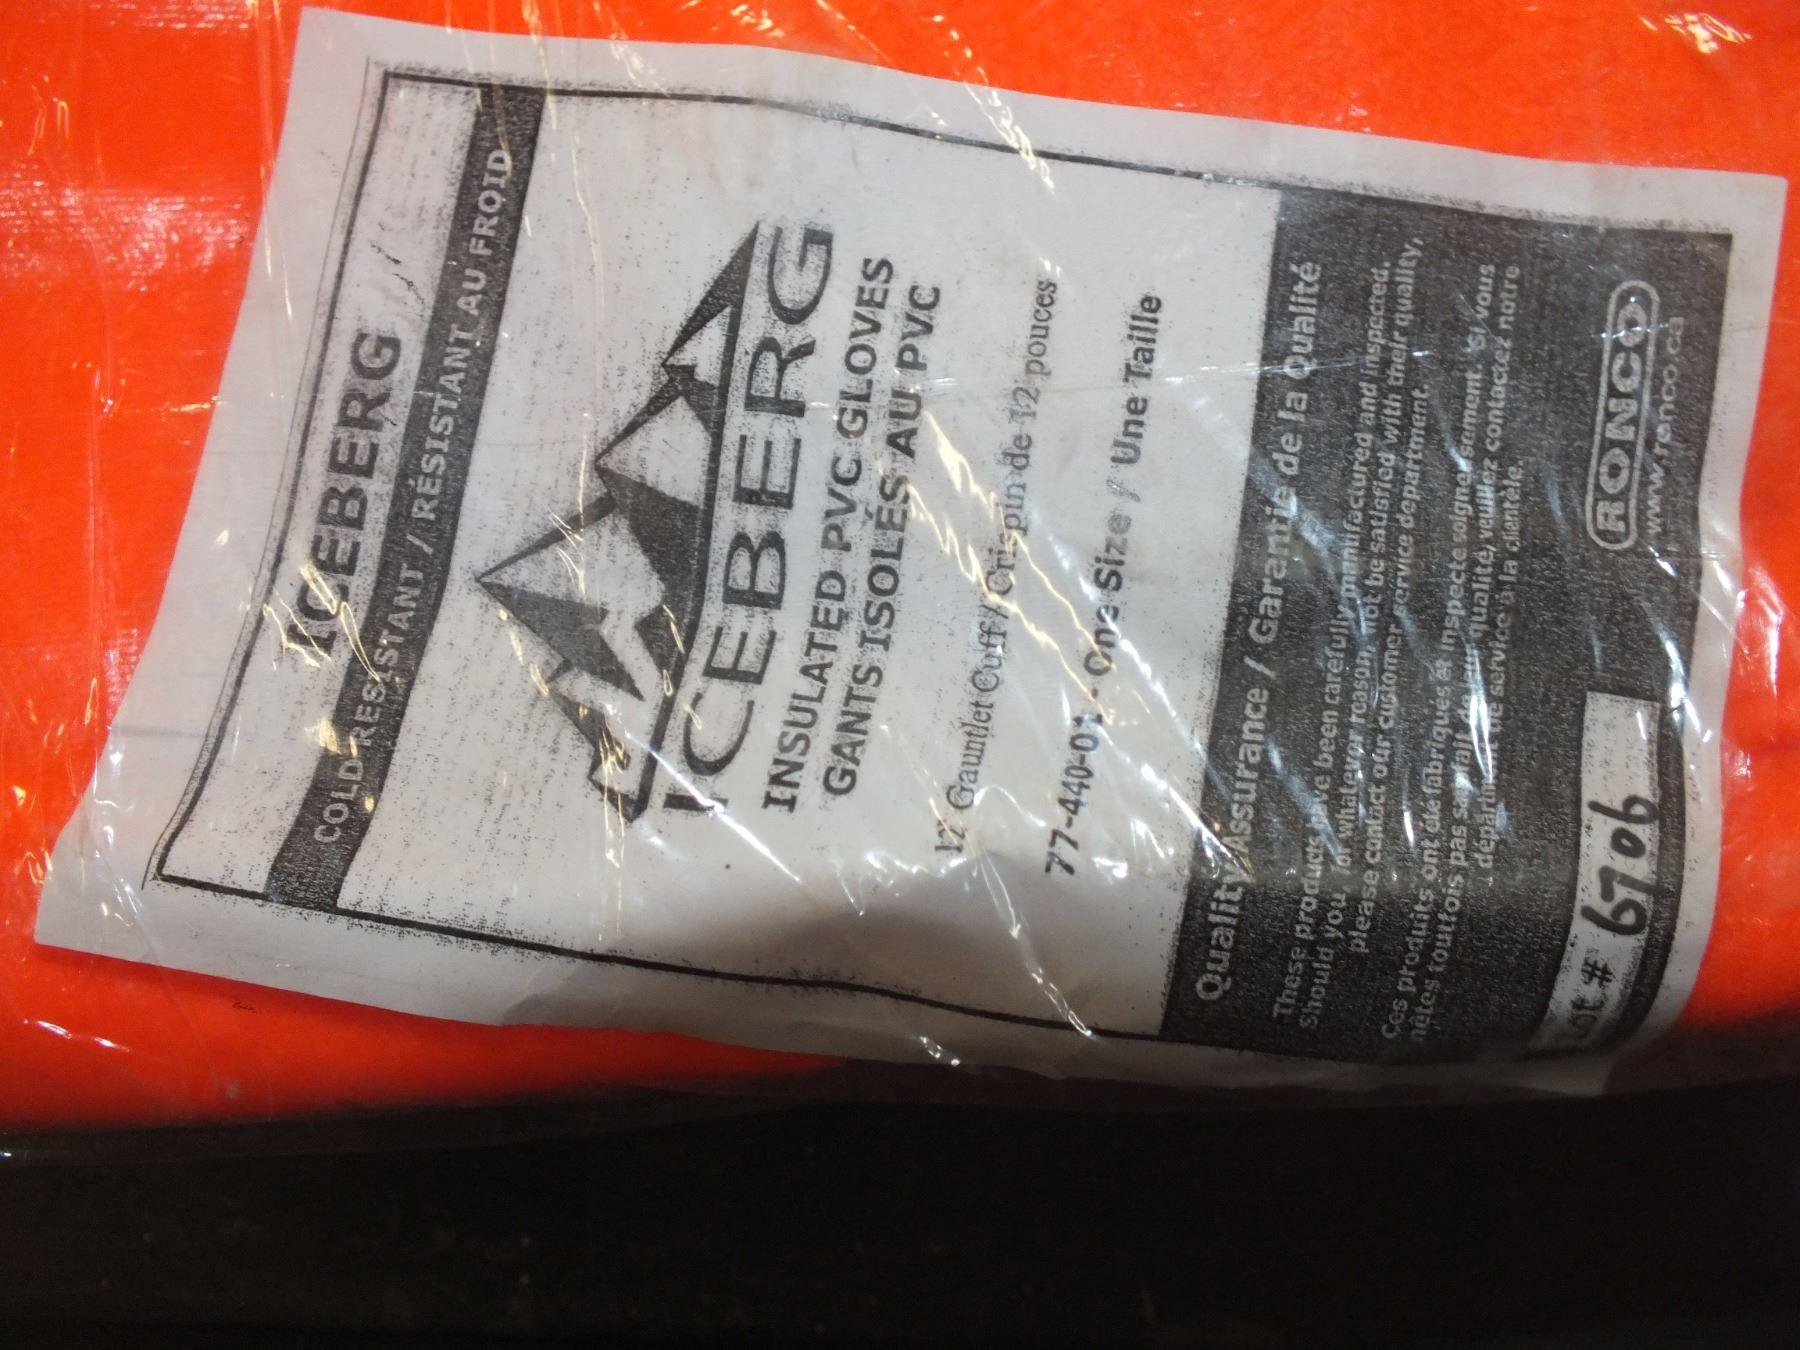 ICEBERG
COLD RESISTANT / RÉSISTANT AU FROID
ICEBERG
INSULATED PVC GLOVES
GANTS ISOLÉS AU PVC
12" Gauntlet Cuff / Crispin de 12 pouces
77-440-01 - One Size / Une Taille
Quality Assurance / Garantie de la Qualité
These products have been carefully manufactured and inspected.
Should you for whatever reason not be satisfied with their quality,
please contact our customer service department.
Ces produits ont été fabriqués et inspecté soigneusement. Si vous
n'êtes toutfois pas satisfait de leur qualité, veuillez contactez notre
département de service à la clientèle.
RONCO
www.ronco.ca
Lot # 6706